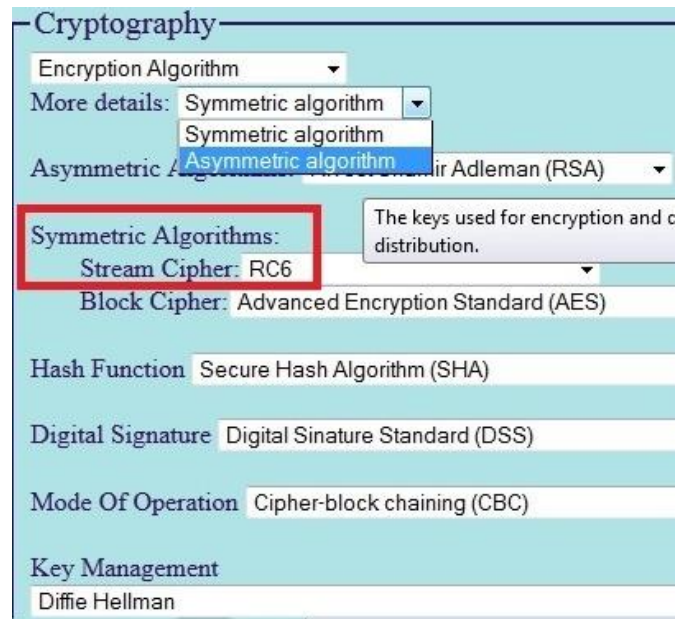 Cryptography
Encryption Algorithm
More details: Symmetric algorithm
Symmetric algorithm
Asymmetric algorithm
Asymmetric ir Adleman (RSA)
The keys used for encryption and
distribution.
Symmetric Algorithms:
Stream Cipher: RC6
Block Cipher: Advanced Encryption Standard (AES)
Hash Function Secure Hash Algorithm (SHA)
Digital Signature Digital Sinature Standard (DSS)
Mode Of Operation Cipher-block chaining (CBC)
Key Management
Diffie Hellman